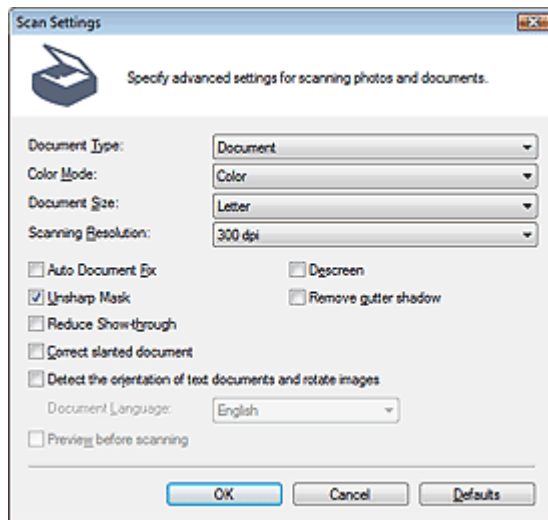 Scan Settings
Specify advanced settings for scanning photos and documents.
Document Type: Document
Color Mode: Color
Document Size: Letter
Scanning Resolution: 300 dpi
Auto Document Fix Descreen
Unsharp Mask Remove gutter shadow
Reduce Show-through
Correct slanted document
Detect the orientation of text documents and rotate images
Document Language: English
Preview before scanning
OK Cancel Defaults